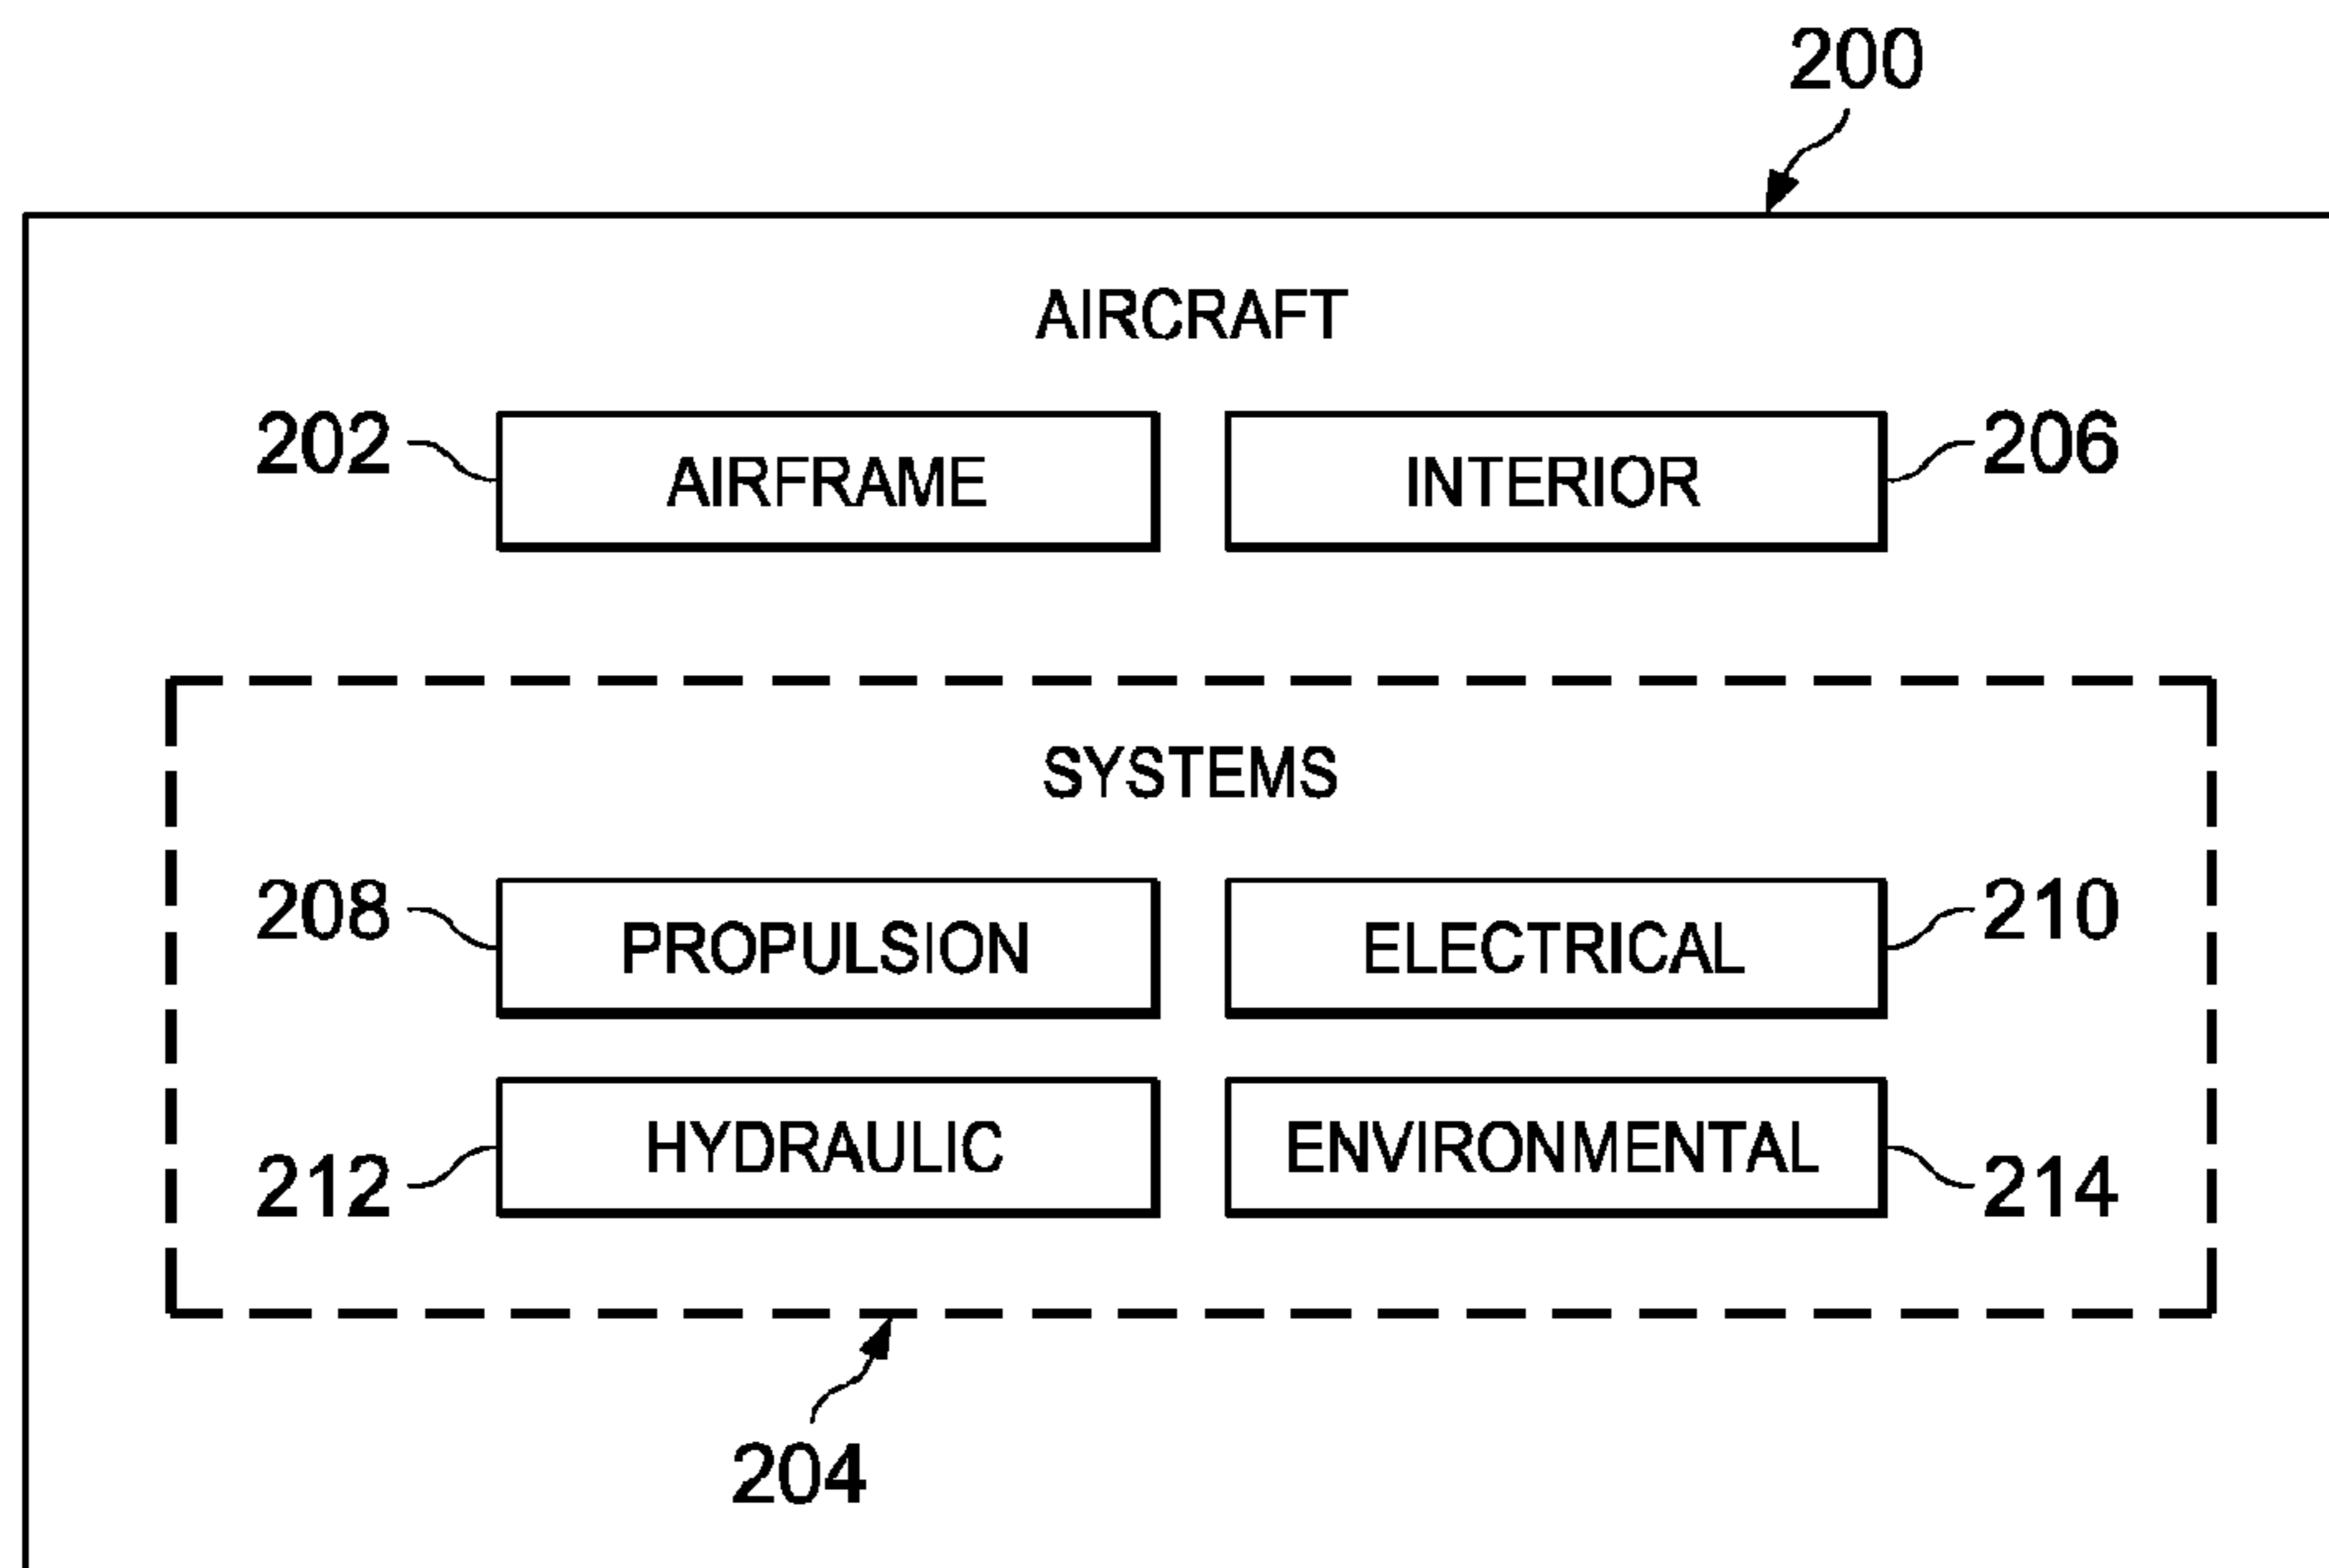 200
AIRCRAFT
202 AIRFRAME INTERIOR 206
SYSTEMS
208 PROPULSION ELECTRICAL 210
212 HYDRAULIC ENVIRONMENTAL 214
204